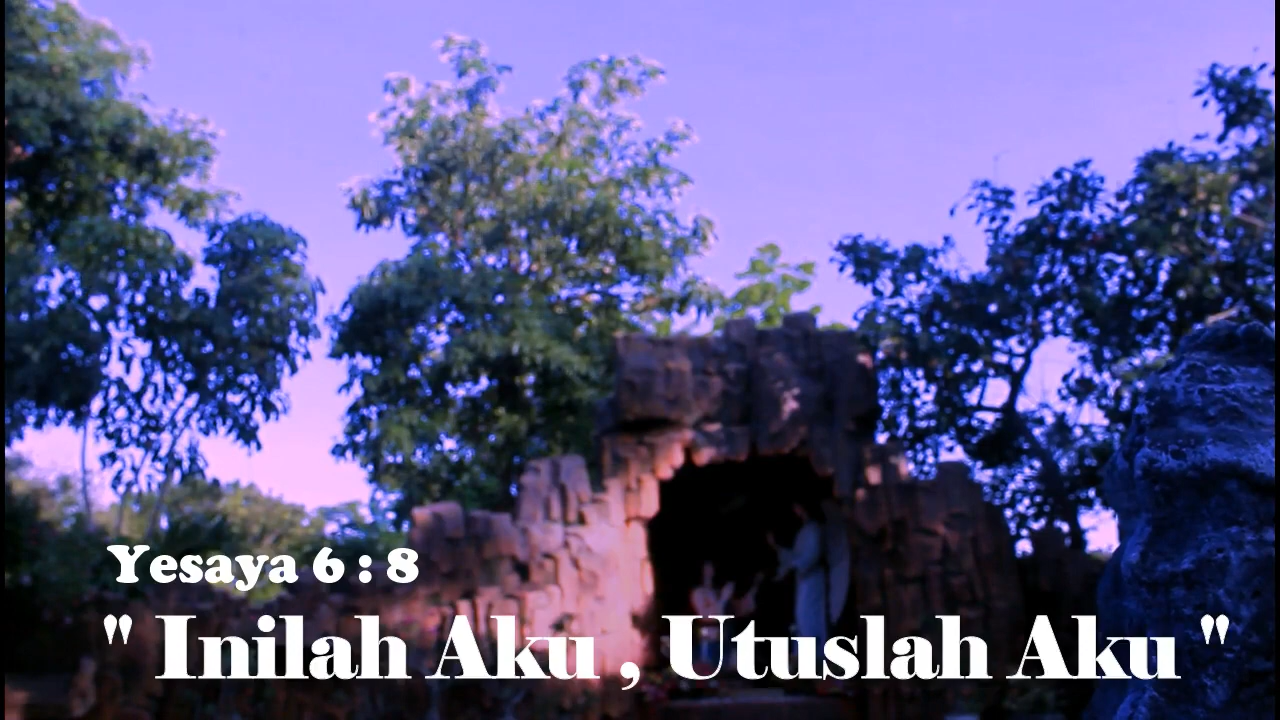 Yesaya 6 : 8
" Inilah Aku , Utuslah Aku "